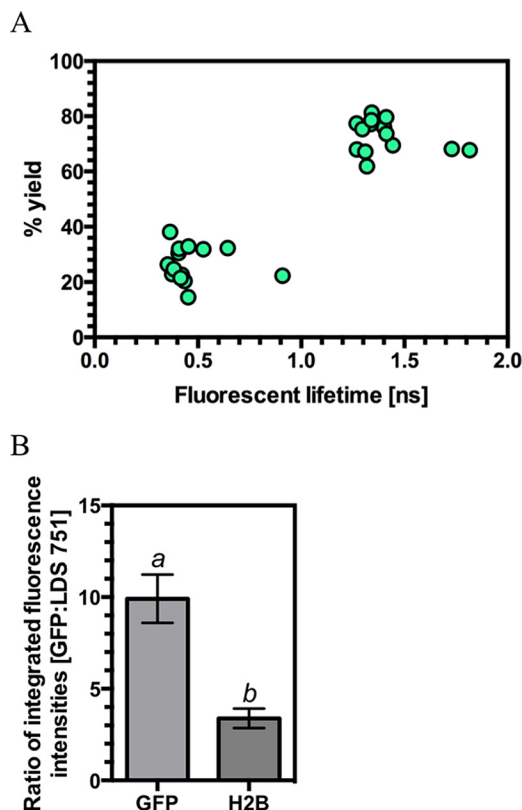 A
100
80
60
40
20
0
% yield
0.0 0.5 1.0 1.5 2.0
Fluorescent lifetime [ns]
B
Ratio of integrated fluorescence
intensities [GFP:LDS 751]
15
10
5
0
a
b
GFP H2B